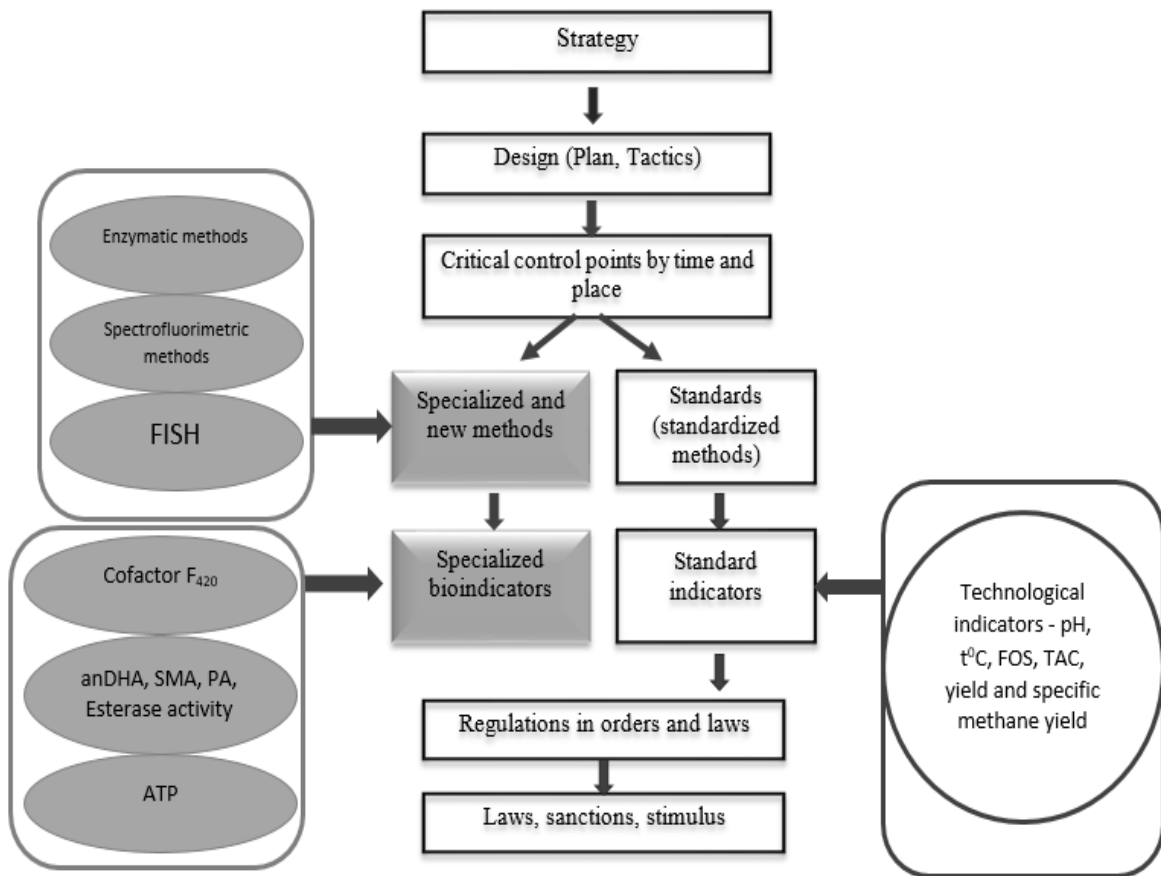 Strategy
Design (Plan, Tactics)
Critical control points by time and
place
Enzymatic methods
Spectrofluorimetric
methods
FISH
Specialized and
new methods
Standards
(standardized
methods)
Cofactor F₄₂₀
anDHA, SMA, PA,
Esterase activity
ATP
Specialized
bioindicators
Standard
indicators
Technological
indicators - pH,
t⁰C, FOS, TAC,
yield and specific
methane yield
Regulations in orders and laws
Laws, sanctions, stimulus